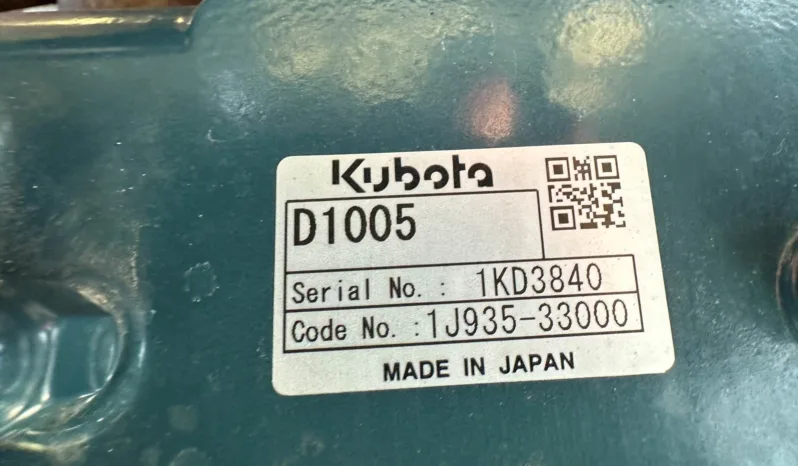 Kubota
D1005
Serial No. : 1KD3840
Code No. :1J935-33000
MADE IN JAPAN